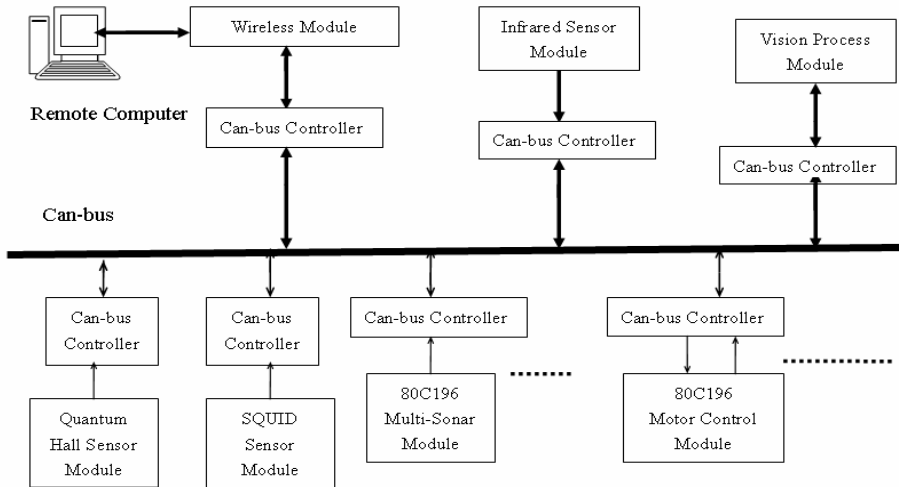 Wireless Module
Infrared Sensor
Module
Vision Process
Module
Remote Computer
Can-bus Controller
Can-bus Controller
Can-bus Controller
Can-bus
Can-bus
Controller
Can-bus
Controller
Can-bus Controller
Can-bus Controller
Quantum
Hall Sensor
Module
SQUID
Sensor
Module
80C196
Multi-Sonar
Module
80C196
Motor Control
Module